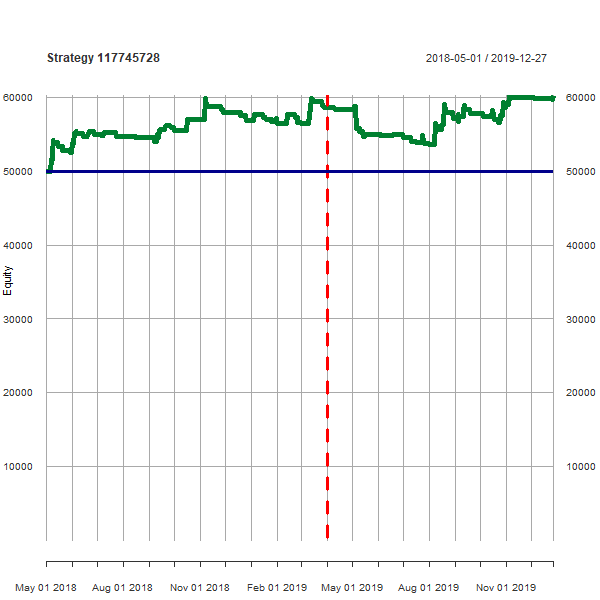 Strategy 117745728
2018-05-01 / 2019-12-27
60000
60000
50000
50000
40000
40000
Equity
30000
30000
20000
20000
10000
10000
May 01 2018
Aug 01 2018
Nov 01 2018
Feb 01 2019
May 01 2019
Aug 01 2019
Nov 01 2019